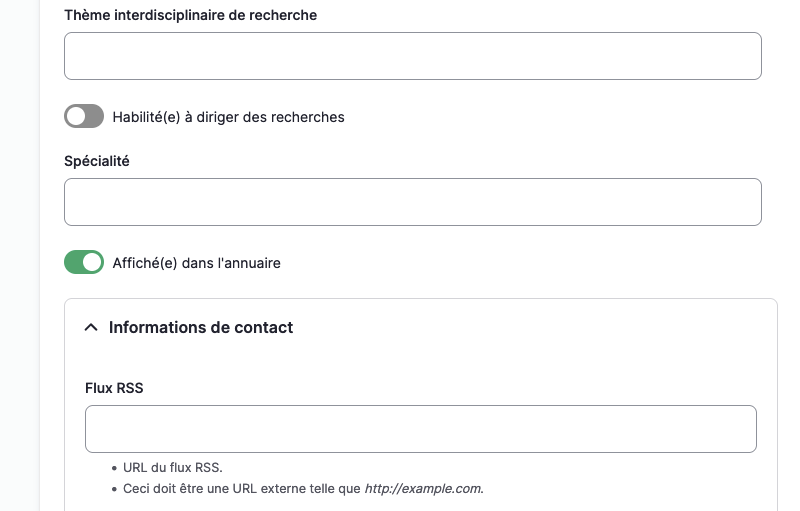 Thème interdisciplinaire de recherche
Habilité(e) à diriger des recherches
Spécialité
Affiché(e) dans l'annuaire
Informations de contact
Flux RSS
• URL du flux RSS.
• Ceci doit être une URL externe telle que http://example.com.